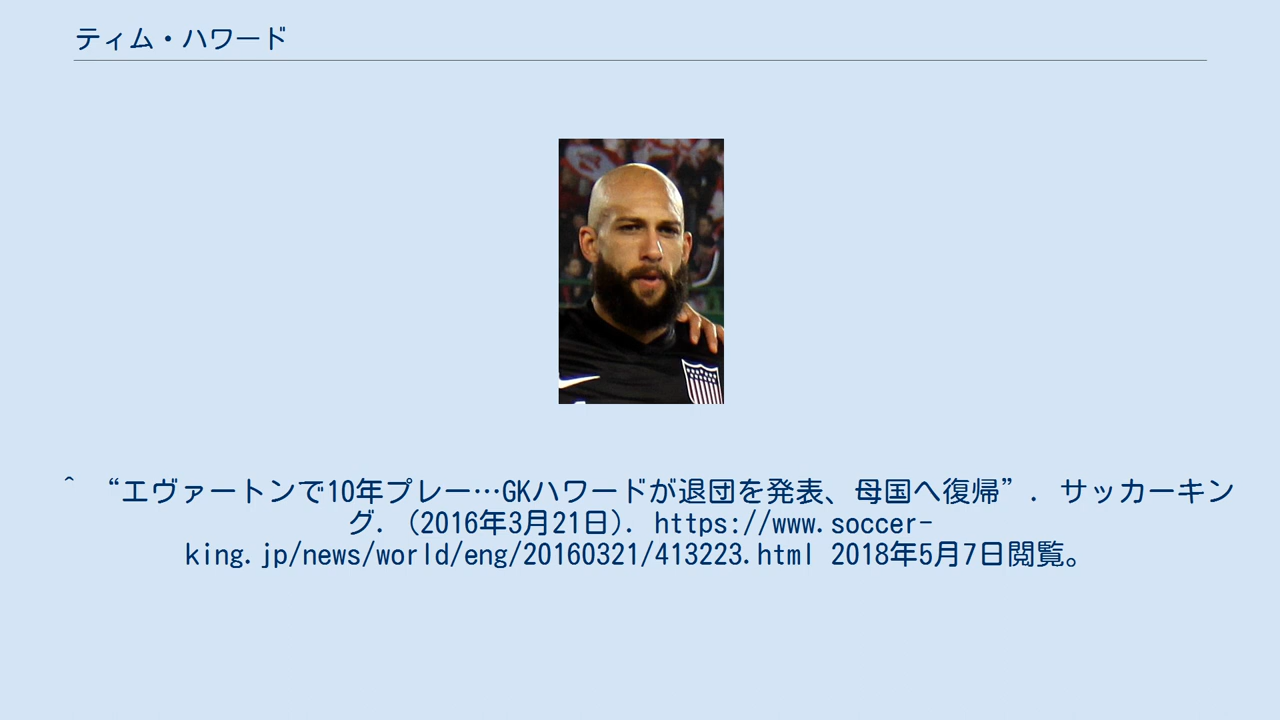 ティム・ハワード
^ “エヴァートンで10年プレー…GKハワードが退団を発表、母国へ復帰”. サッカーキン
グ. (2016年3月21日). https://www.soccer-
king.jp/news/world/eng/20160321/413223.html 2018年5月7日閲覧。